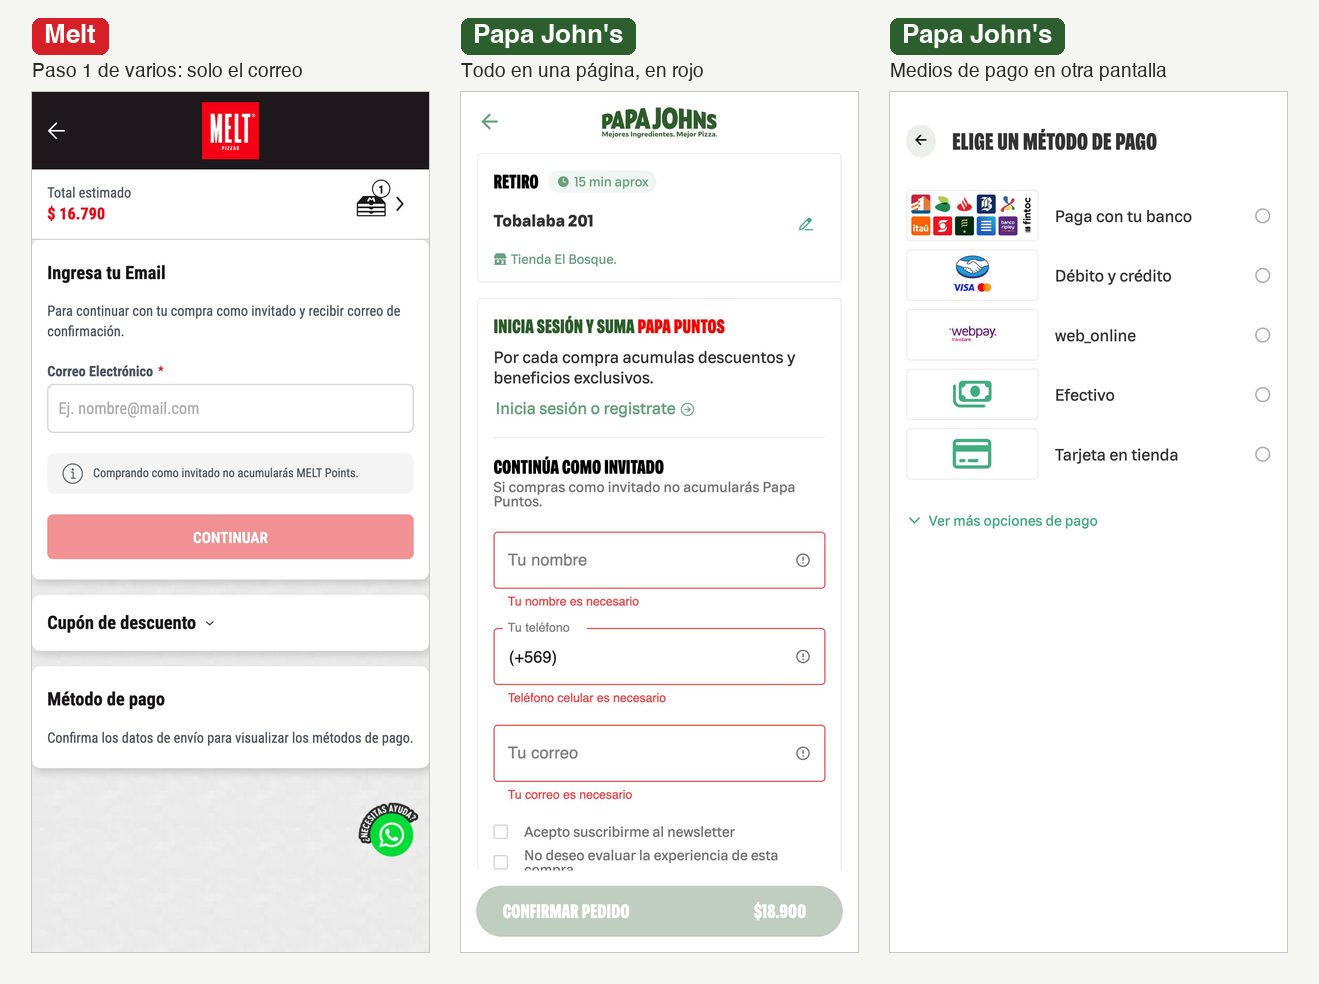 Melt
Paso 1 de varios: solo el correo
MELT
PIZZAS
Total estimado
$ 16.790
1
Ingresa tu Email
Para continuar con tu compra como invitado y recibir correo de
confirmación.
Correo Electrónico *
Ej. nombre@mail.com
Comprando como invitado no acumularás MELT Points.
CONTINUAR
Cupón de descuento
Método de pago
Confirma los datos de envío para visualizar los métodos de pago.
¿NECESITAS AYUDA?
Papa John's
Todo en una página, en rojo
PAPA JOHNS
Mejores Ingredientes. Mejor Pizza.
RETIRO
15 min aprox
Tobalaba 201
Tienda El Bosque.
INICIA SESIÓN Y SUMA PAPA PUNTOS
Por cada compra acumulas descuentos y
beneficios exclusivos.
Inicia sesión o registrate
CONTINÚA COMO INVITADO
Si compras como invitado no acumularás Papa
Puntos.
Tu nombre
Tu nombre es necesario
Tu teléfono
(+569)
Teléfono celular es necesario
Tu correo
Tu correo es necesario
Acepto suscribirme al newsletter
No deseo evaluar la experiencia de esta
compra
CONFIRMAR PEDIDO $18.900
Papa John's
Medios de pago en otra pantalla
ELIGE UN MÉTODO DE PAGO
itaú
banco
ripley
fintoc
Paga con tu banco
VISA
Débito y crédito
webpay.
transbank.
web_online
Efectivo
Tarjeta en tienda
Ver más opciones de pago